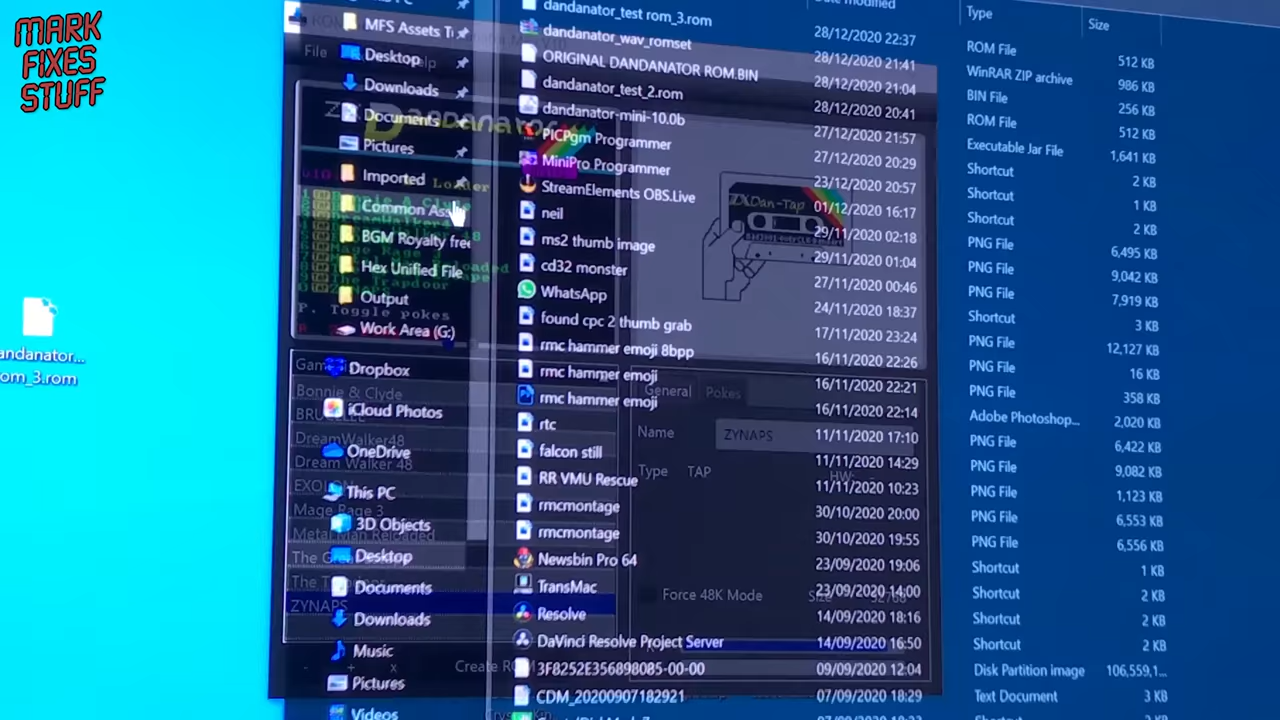 MARK
FIXES
STUFF
andanator...
om_3.rom
File
MFS Assets T
Desktop
Downloads
Documents
Pictures
Imported
Common Ass
BGM Royalty free
Hex Unified File
Output
Work Area (G:)
Dropbox
iCloud Photos
OneDrive
This PC
3D Objects
Desktop
Documents
Downloads
Music
Pictures
Videos
P. Toggle pokes
Bonnie & Clyde
DreamWalker48
Dream Walker 48
Mage Rage 3
Metal Man Reloaded
ZYNAPS
Date modified
Type
Size
dandanator_test rom_3.rom 28/12/2020 22:37 ROM File 512 KB
dandanator_wav_romset 28/12/2020 21:41 WinRAR ZIP archive 986 KB
ORIGINAL DANDANATOR ROM.BIN 28/12/2020 21:04 BIN File 256 KB
dandanator_test_2.rom 28/12/2020 20:41 ROM File 512 KB
dandanator-mini-10.0b 27/12/2020 21:57 Executable Jar File 1,641 KB
PICPgm Programmer 27/12/2020 20:29 Shortcut 2 KB
MiniPro Programmer 23/12/2020 20:57 Shortcut 1 KB
StreamElements OBS.Live 01/12/2020 16:17 Shortcut 2 KB
neil 29/11/2020 02:18 PNG File 6,495 KB
ms2 thumb image 29/11/2020 01:04 PNG File 9,042 KB
cd32 monster 27/11/2020 00:46 PNG File 7,919 KB
WhatsApp 24/11/2020 18:37 Shortcut 3 KB
found cpc 2 thumb grab 17/11/2020 23:24 PNG File 12,127 KB
rmc hammer emoji 8bpp 16/11/2020 22:26 PNG File 16 KB
rmc hammer emoji 16/11/2020 22:21 PNG File 358 KB
rmc hammer emoji 16/11/2020 22:14 Adobe Photoshop... 2,020 KB
rtc 11/11/2020 17:10 PNG File 6,422 KB
falcon still 11/11/2020 14:29 PNG File 9,082 KB
RR VMU Rescue 11/11/2020 10:23 PNG File 1,123 KB
rmcmontage 30/10/2020 20:00 PNG File 6,553 KB
rmcmontage 30/10/2020 19:55 PNG File 6,556 KB
Newsbin Pro 64 23/09/2020 19:06 Shortcut 1 KB
TransMac 23/09/2020 14:00 Shortcut 2 KB
Resolve 14/09/2020 18:16 Shortcut 2 KB
DaVinci Resolve Project Server 14/09/2020 16:50 Shortcut 2 KB
3F8252E356898085-00-00 09/09/2020 12:04 Disk Partition image 106,559,1...
CDM_20200907182921 07/09/2020 18:29 Text Document 3 KB
ZXDan-Tap
General
Pokes
Name
ZYNAPS
Type
TAP
HW:
Force 48K Mode